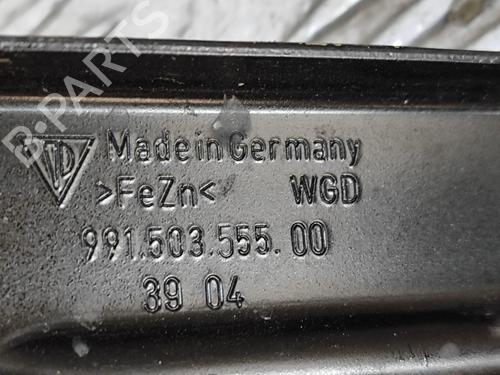 B-PARTS
Made in Germany
>FeZn< WGD
991.503.555.00
39 04